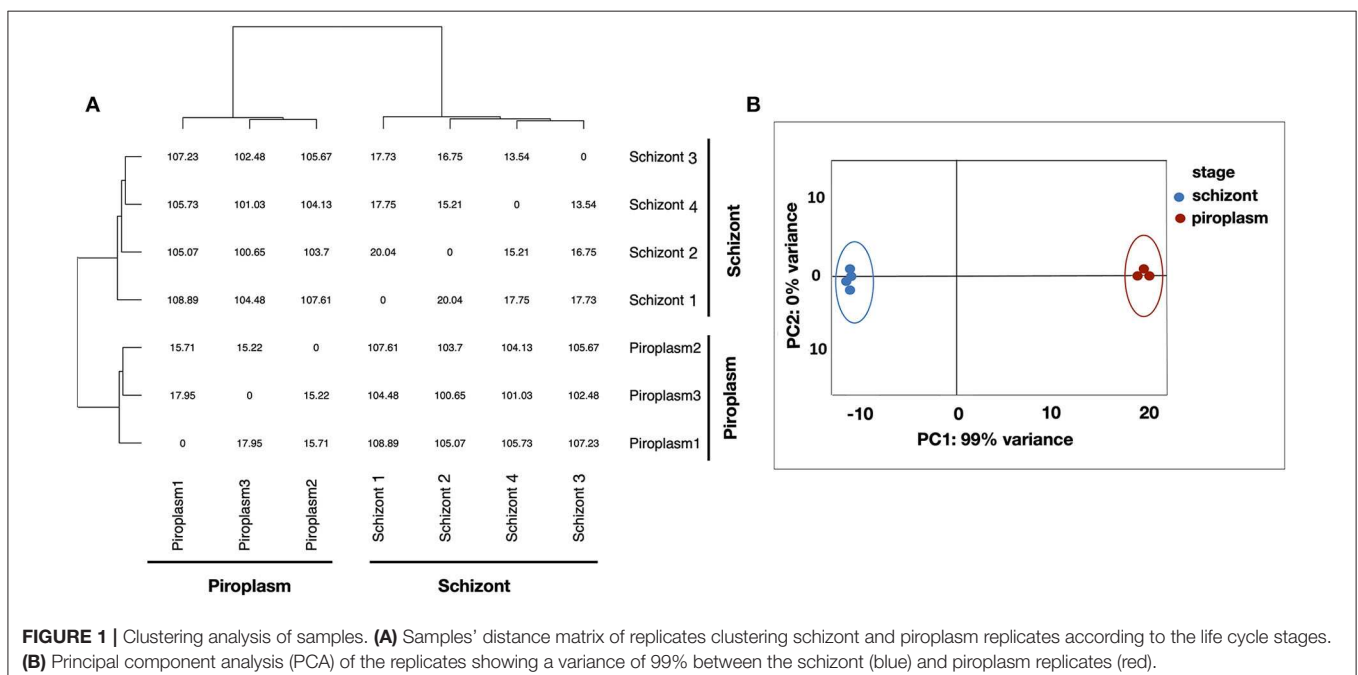 A
107.23 102.48 105.67 17.73 16.75 13.54 0 Schizont 3
105.73 101.03 104.13 17.75 15.21 0 13.54 Schizont 4
105.07 100.65 103.7 20.04 0 15.21 16.75 Schizont 2
108.89 104.48 107.61 0 20.04 17.75 17.73 Schizont 1
Schizont
15.71 15.22 0 107.61 103.7 104.13 105.67 Piroplasm2
17.95 0 15.22 104.48 100.65 101.03 102.48 Piroplasm3
0 17.95 15.71 108.89 105.07 105.73 107.23 Piroplasm1
Piroplasm
Piroplasm1 Piroplasm3 Piroplasm2 Schizont 1 Schizont 2 Schizont 4 Schizont 3
Piroplasm Schizont
B
PC2: 0% variance
10
0
10
-10 0 10 20
PC1: 99% variance
stage
schizont
piroplasm
FIGURE 1 | Clustering analysis of samples. (A) Samples' distance matrix of replicates clustering schizont and piroplasm replicates according to the life cycle stages.
(B) Principal component analysis (PCA) of the replicates showing a variance of 99% between the schizont (blue) and piroplasm replicates (red).